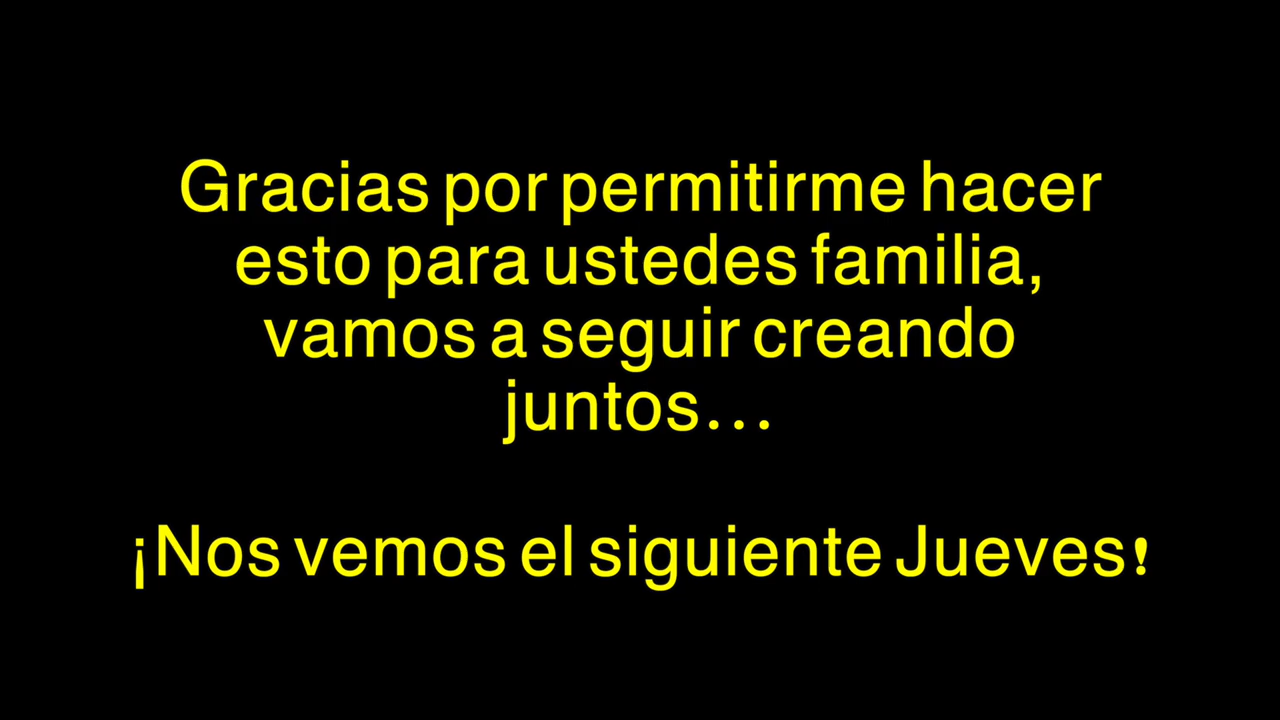 Gracias por permitirme hacer
esto para ustedes familia,
vamos a seguir creando
juntos...
¡Nos vemos el siguiente Jueves!